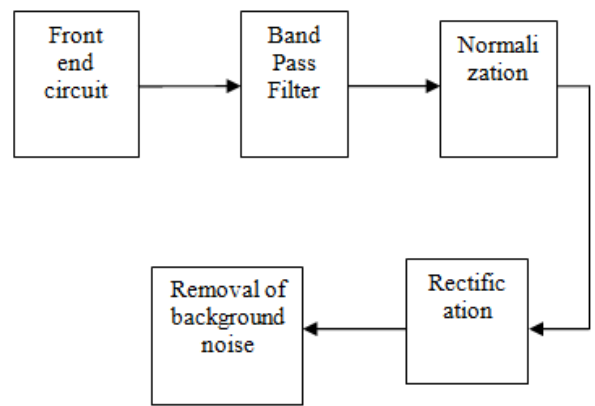 Front
end
circuit
Band
Pass
Filter
Normali
zation
Rectific
ation
Removal of
background
noise